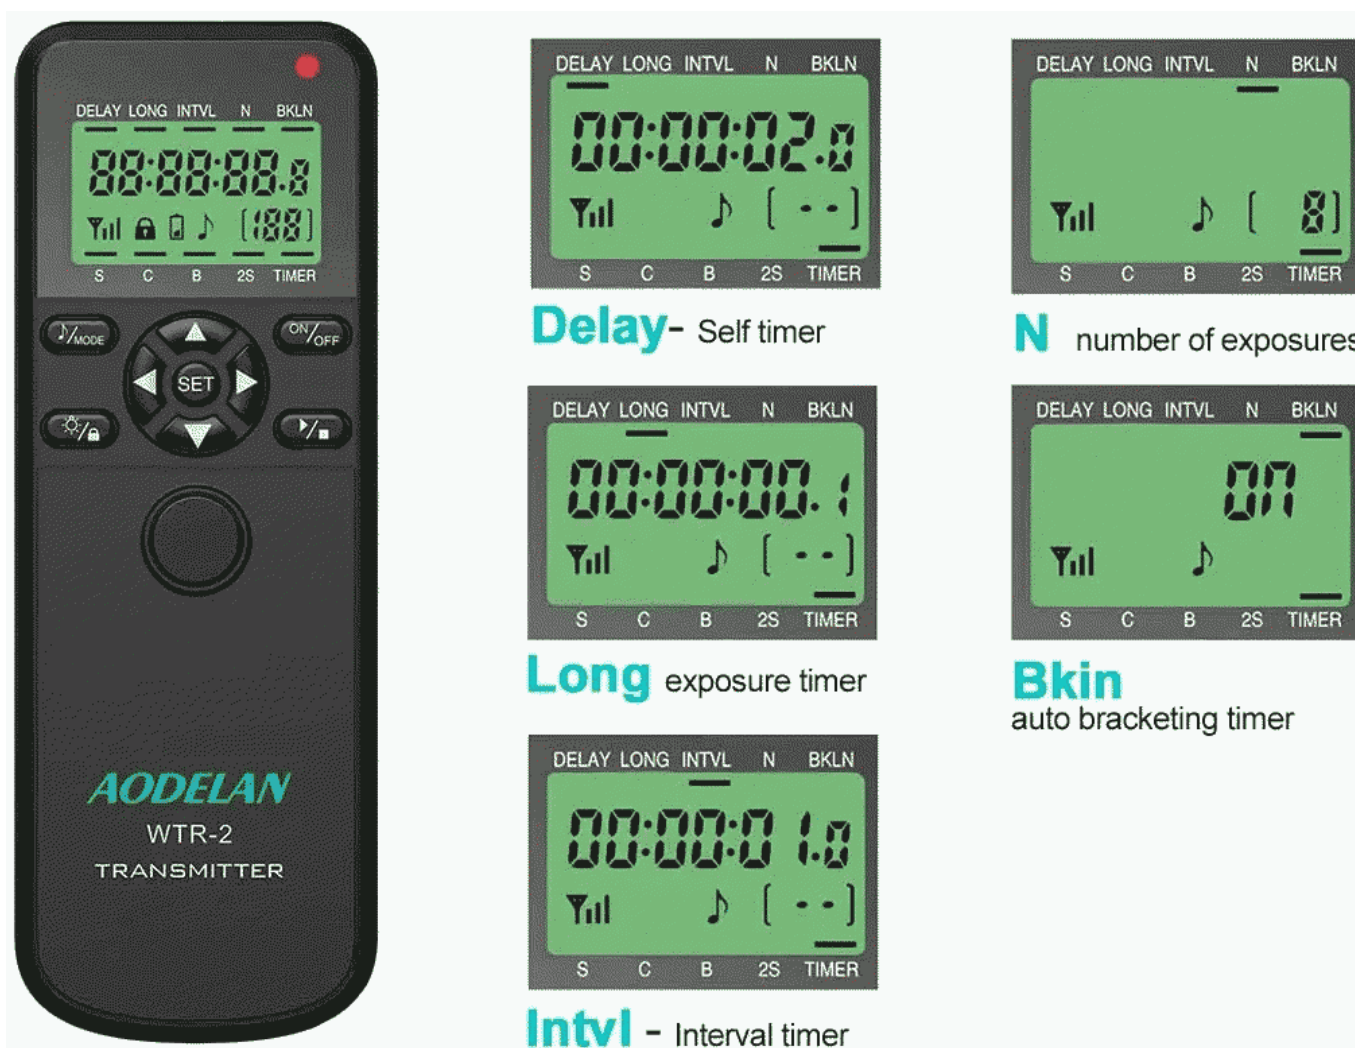 DELAY LONG INTVL N BKLN
88:88:88.8
[188]
S C B 2S TIMER
♪/MODE
ON/OFF
SET
AODELAN
WTR-2
TRANSMITTER
DELAY LONG INTVL N BKLN
00:00:02.0
[--]
S C B 2S TIMER
Delay- Self timer
DELAY LONG INTVL N BKLN
00:00:00.1
[--]
S C B 2S TIMER
Long exposure timer
DELAY LONG INTVL N BKLN
00:00:01.0
[--]
S C B 2S TIMER
Intvl - Interval timer
DELAY LONG INTVL N BKLN
[ 8]
S C B 2S TIMER
N number of exposures
DELAY LONG INTVL N BKLN
on
S C B 2S TIMER
Bkin
auto bracketing timer